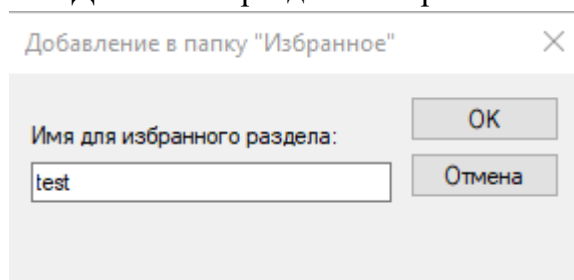 Добавление в папку "Избранное"
Имя для избранного раздела:
OK
test
Отмена